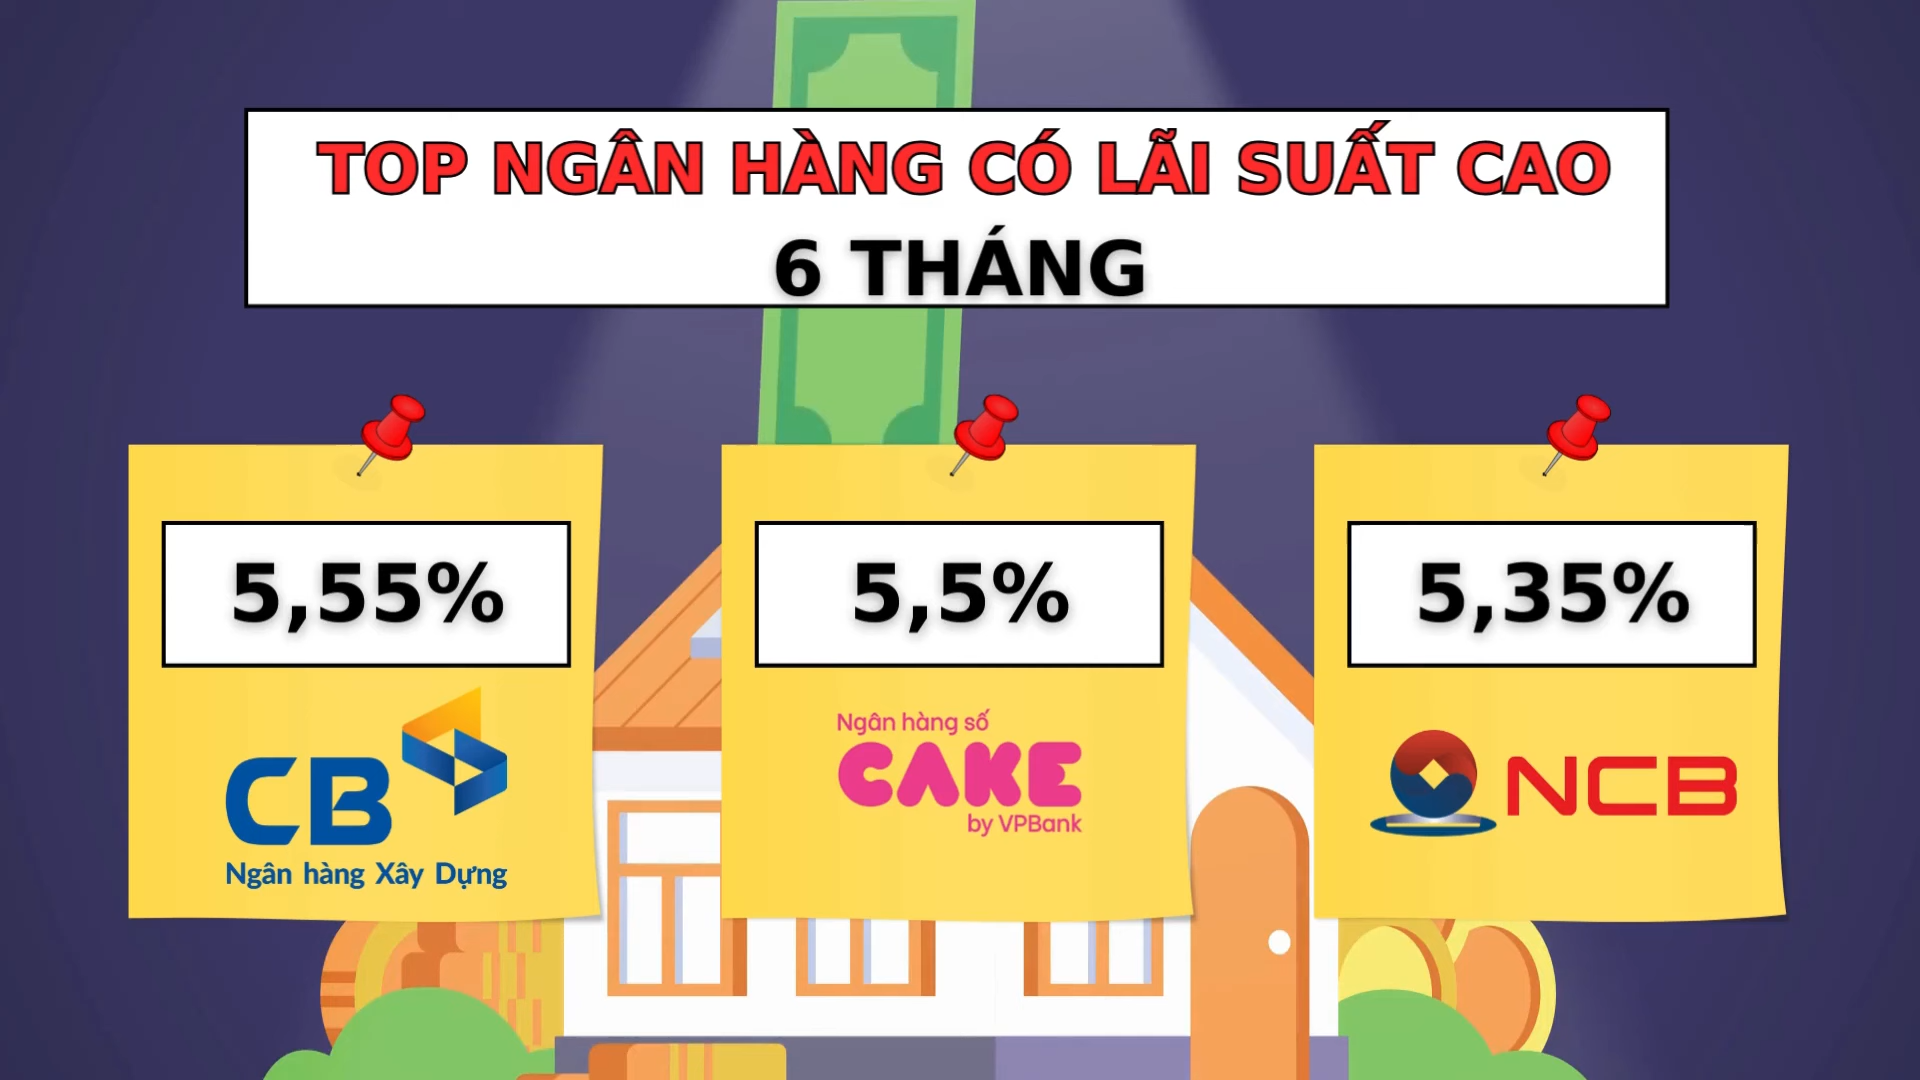 TOP NGÂN HÀNG CÓ LÃI SUẤT CAO
6 THÁNG
5,55%
CB
Ngân hàng Xây Dựng
5,5%
Ngân hàng số
CAKE
by VPBank
5,35%
NCB